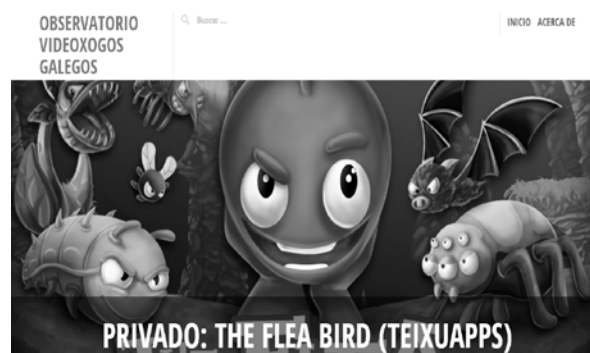 OBSERVATORIO
VIDEOXOGOS
GALEGOS
Buscar ...
INICIO ACERCA DE
PRIVADO: THE FLEA BIRD (TEIXUAPPS)